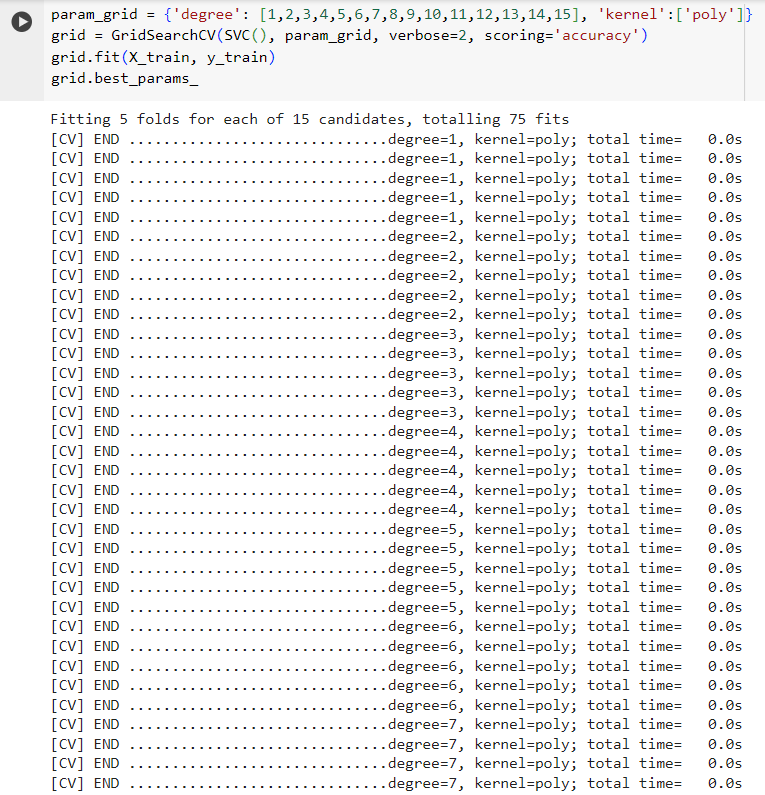 param_grid = {'degree': [1,2,3,4,5,6,7,8,9,10,11,12,13,14,15], 'kernel':['poly']}
grid = GridSearchCV(SVC(), param_grid, verbose=2, scoring='accuracy')
grid.fit(X_train, y_train)
grid.best_params_
Fitting 5 folds for each of 15 candidates, totalling 75 fits
[CV] END ..............................degree=1, kernel=poly; total time=   0.0s
[CV] END ..............................degree=1, kernel=poly; total time=   0.0s
[CV] END ..............................degree=1, kernel=poly; total time=   0.0s
[CV] END ..............................degree=1, kernel=poly; total time=   0.0s
[CV] END ..............................degree=1, kernel=poly; total time=   0.0s
[CV] END ..............................degree=2, kernel=poly; total time=   0.0s
[CV] END ..............................degree=2, kernel=poly; total time=   0.0s
[CV] END ..............................degree=2, kernel=poly; total time=   0.0s
[CV] END ..............................degree=2, kernel=poly; total time=   0.0s
[CV] END ..............................degree=2, kernel=poly; total time=   0.0s
[CV] END ..............................degree=3, kernel=poly; total time=   0.0s
[CV] END ..............................degree=3, kernel=poly; total time=   0.0s
[CV] END ..............................degree=3, kernel=poly; total time=   0.0s
[CV] END ..............................degree=3, kernel=poly; total time=   0.0s
[CV] END ..............................degree=3, kernel=poly; total time=   0.0s
[CV] END ..............................degree=4, kernel=poly; total time=   0.0s
[CV] END ..............................degree=4, kernel=poly; total time=   0.0s
[CV] END ..............................degree=4, kernel=poly; total time=   0.0s
[CV] END ..............................degree=4, kernel=poly; total time=   0.0s
[CV] END ..............................degree=4, kernel=poly; total time=   0.0s
[CV] END ..............................degree=5, kernel=poly; total time=   0.0s
[CV] END ..............................degree=5, kernel=poly; total time=   0.0s
[CV] END ..............................degree=5, kernel=poly; total time=   0.0s
[CV] END ..............................degree=5, kernel=poly; total time=   0.0s
[CV] END ..............................degree=5, kernel=poly; total time=   0.0s
[CV] END ..............................degree=6, kernel=poly; total time=   0.0s
[CV] END ..............................degree=6, kernel=poly; total time=   0.0s
[CV] END ..............................degree=6, kernel=poly; total time=   0.0s
[CV] END ..............................degree=6, kernel=poly; total time=   0.0s
[CV] END ..............................degree=6, kernel=poly; total time=   0.0s
[CV] END ..............................degree=7, kernel=poly; total time=   0.0s
[CV] END ..............................degree=7, kernel=poly; total time=   0.0s
[CV] END ..............................degree=7, kernel=poly; total time=   0.0s
[CV] END ..............................degree=7, kernel=poly; total time=   0.0s